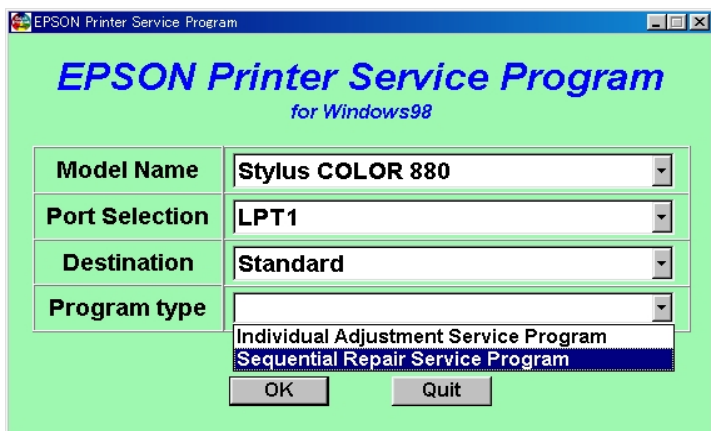 EPSON Printer Service Program
EPSON Printer Service Program
for Windows98
Model Name Stylus COLOR 880
Port Selection LPT1
Destination Standard
Program type
Individual Adjustment Service Program
Sequential Repair Service Program
OK Quit